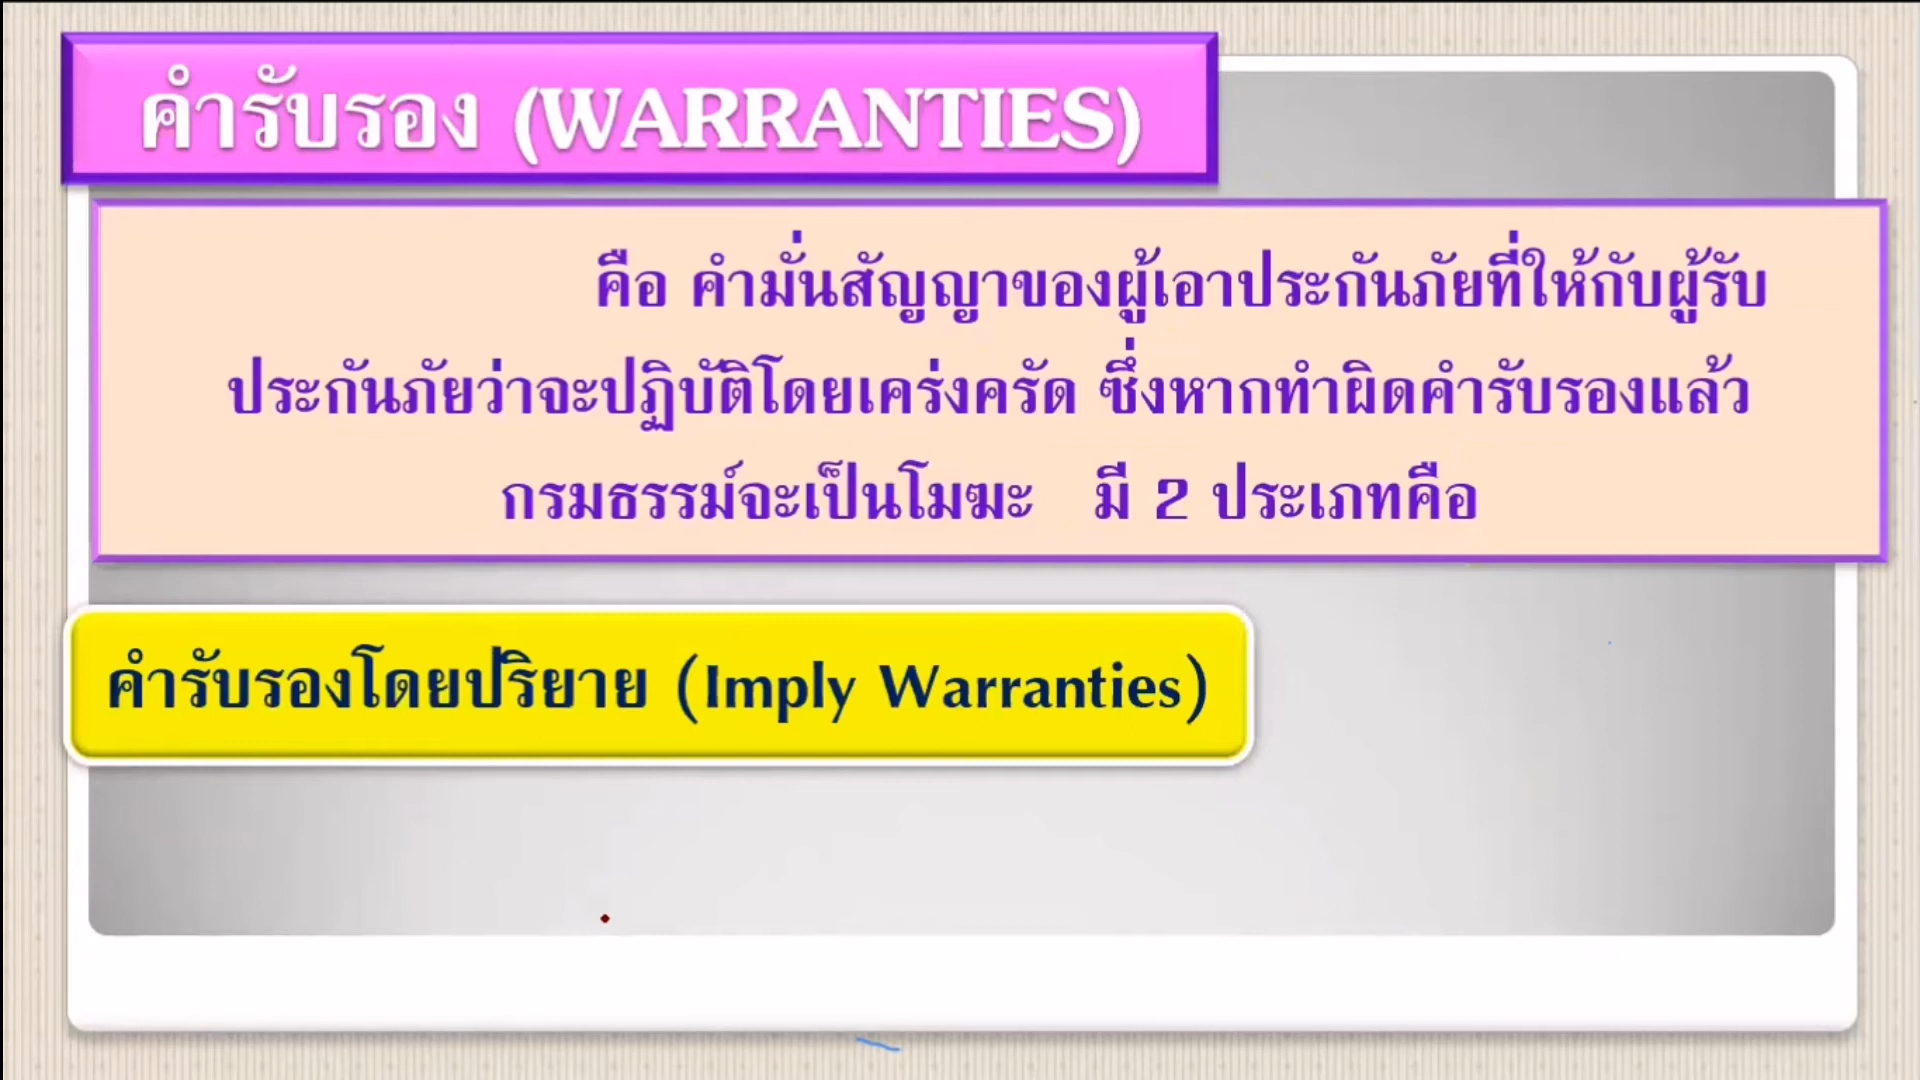 คำรับรอง (WARRANTIES)
คือ คำมั่นสัญญาของผู้เอาประกันภัยที่ให้กับผู้รับ
ประกันภัยว่าจะปฏิบัติโดยเคร่งครัด ซึ่งหากทำผิดคำรับรองแล้ว
กรมธรรม์จะเป็นโมฆะ มี 2 ประเภทคือ
คำรับรองโดยปริยาย (Imply Warranties)